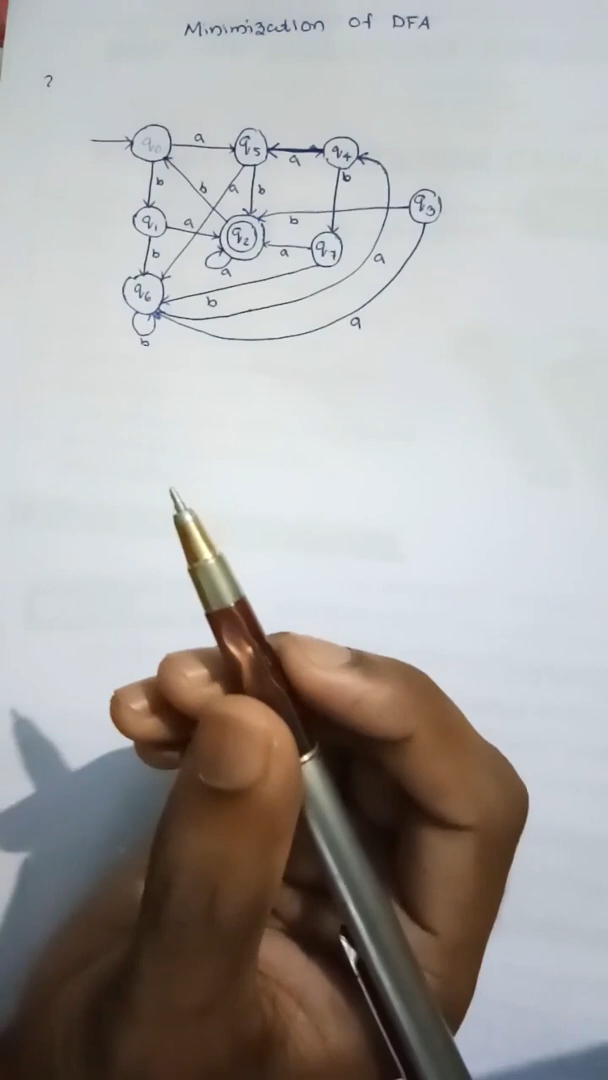 Minimization of DFA
?
q0 a q5 a q4
b b a b b
q3
b
q1 a q2 a q7
b a a
q6 b
b a